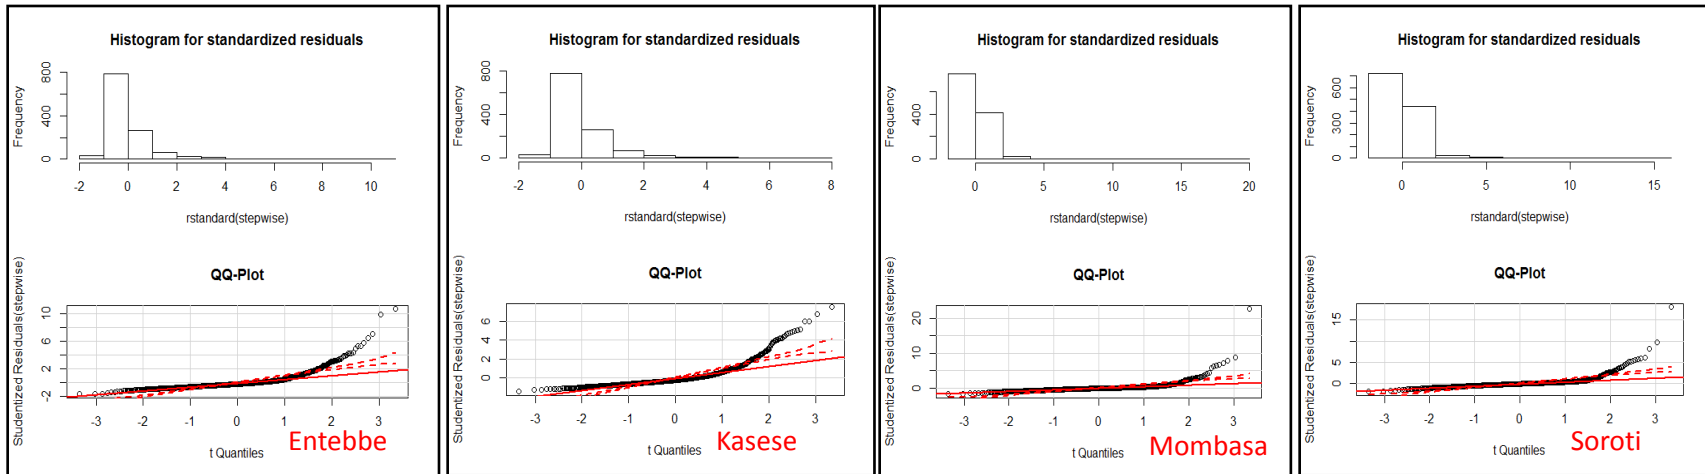 Histogram for standardized residuals
Frequency
800
400
0
-2 0 2 4 6 8 10
rstandard(stepwise)
QQ-Plot
Studentized Residuals(stepwise)
10
6
2
-2
-3 -2 -1 0 1 2 3
t Quantiles
Entebbe
Histogram for standardized residuals
Frequency
800
400
0
-2 0 2 4 6 8
rstandard(stepwise)
QQ-Plot
Studentized Residuals(stepwise)
6
4
2
0
-3 -2 -1 0 1 2 3
t Quantiles
Kasese
Histogram for standardized residuals
Frequency
400
0
0 5 10 15 20
rstandard(stepwise)
QQ-Plot
Studentized Residuals(stepwise)
20
10
0
-3 -2 -1 0 1 2 3
t Quantiles
Mombasa
Histogram for standardized residuals
Frequency
600
300
0
0 5 10 15
rstandard(stepwise)
QQ-Plot
Studentized Residuals(stepwise)
15
5
0
-3 -2 -1 0 1 2 3
t Quantiles
Soroti